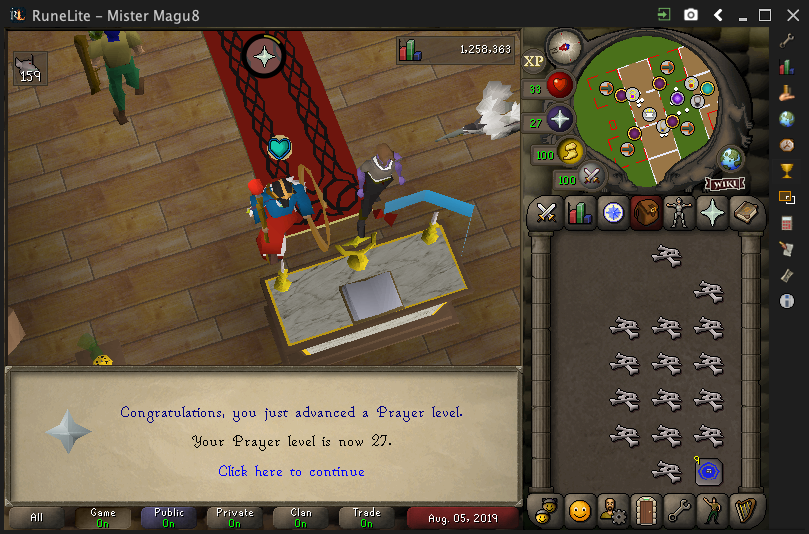 RuneLite - Mister Magu8
159
1,258,363
XP
33
27
100
100
WIKI
Congratulations, you just advanced a Prayer level.
Your Prayer level is now 27.
Click here to continue
9
All
Game
On
Public
On
Private
On
Clan
On
Trade
On
Aug. 05, 2019